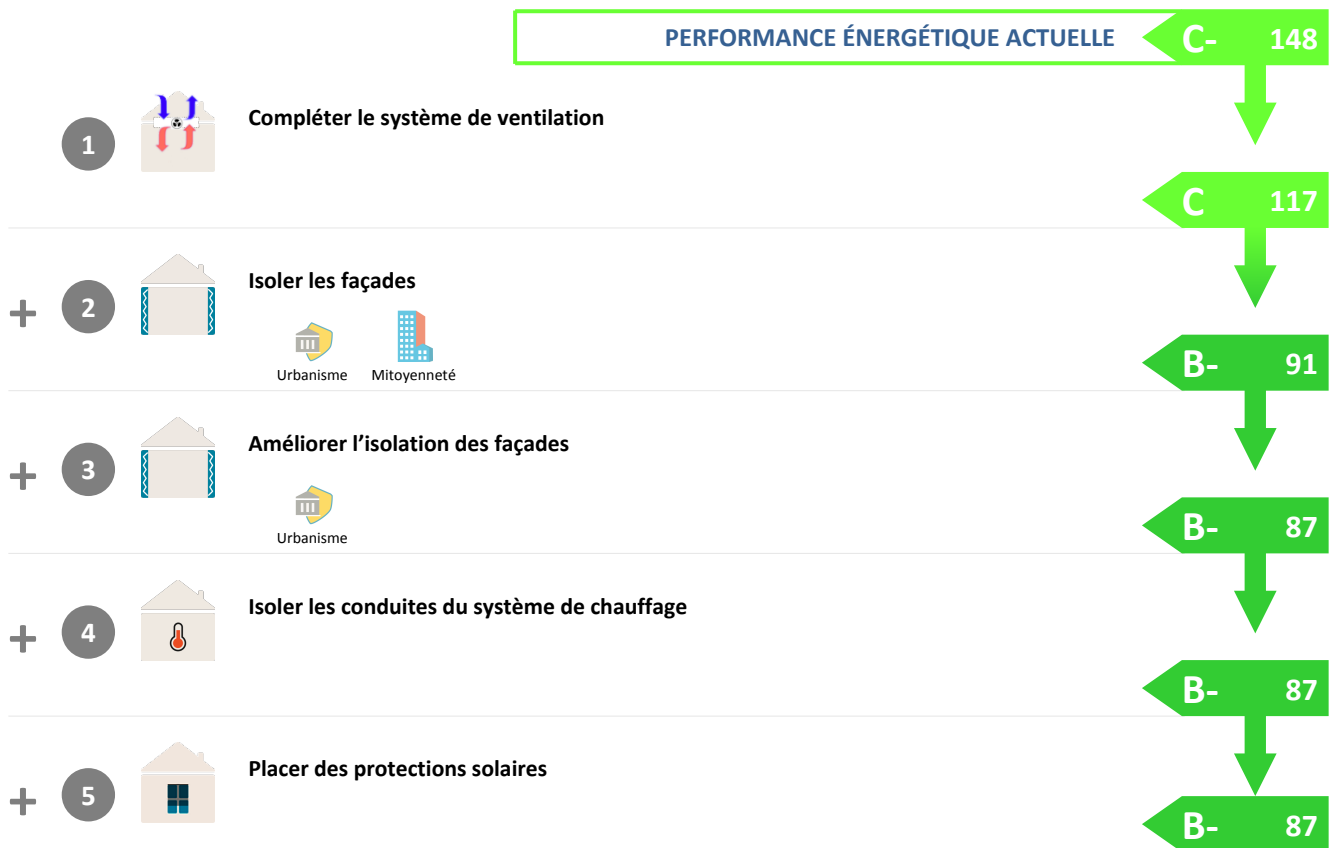 PERFORMANCE ÉNERGÉTIQUE ACTUELLE C- 148
1 Compléter le système de ventilation
C 117
+ 2 Isoler les façades
Urbanisme Mitoyenneté
B- 91
+ 3 Améliorer l’isolation des façades
Urbanisme
B- 87
+ 4 Isoler les conduites du système de chauffage
B- 87
+ 5 Placer des protections solaires
B- 87